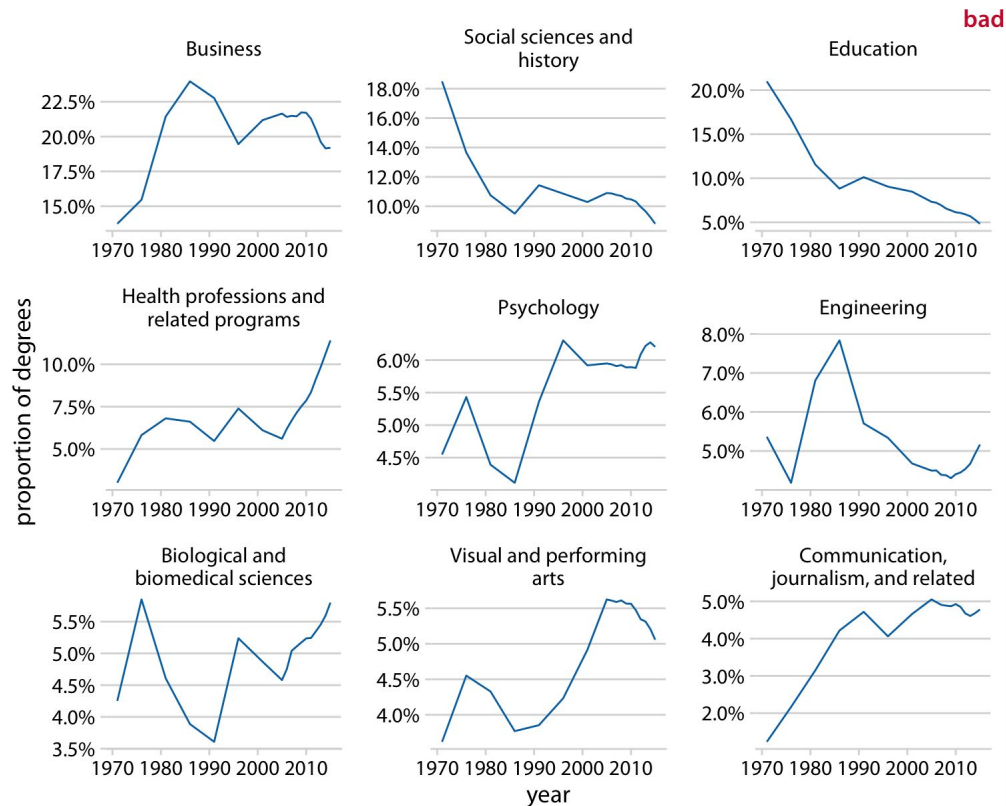 bad
Business
22.5%
20.0%
17.5%
15.0%
1970 1980 1990 2000 2010
Social sciences and
history
18.0%
16.0%
14.0%
12.0%
10.0%
1970 1980 1990 2000 2010
Education
20.0%
15.0%
10.0%
5.0%
1970 1980 1990 2000 2010
proportion of degrees
Health professions and
related programs
10.0%
7.5%
5.0%
1970 1980 1990 2000 2010
Psychology
6.0%
5.5%
5.0%
4.5%
1970 1980 1990 2000 2010
Engineering
8.0%
7.0%
6.0%
5.0%
1970 1980 1990 2000 2010
Biological and
biomedical sciences
5.5%
5.0%
4.5%
4.0%
3.5%
1970 1980 1990 2000 2010
Visual and performing
arts
5.5%
5.0%
4.5%
4.0%
1970 1980 1990 2000 2010
Communication,
journalism, and related
5.0%
4.0%
3.0%
2.0%
1970 1980 1990 2000 2010
year